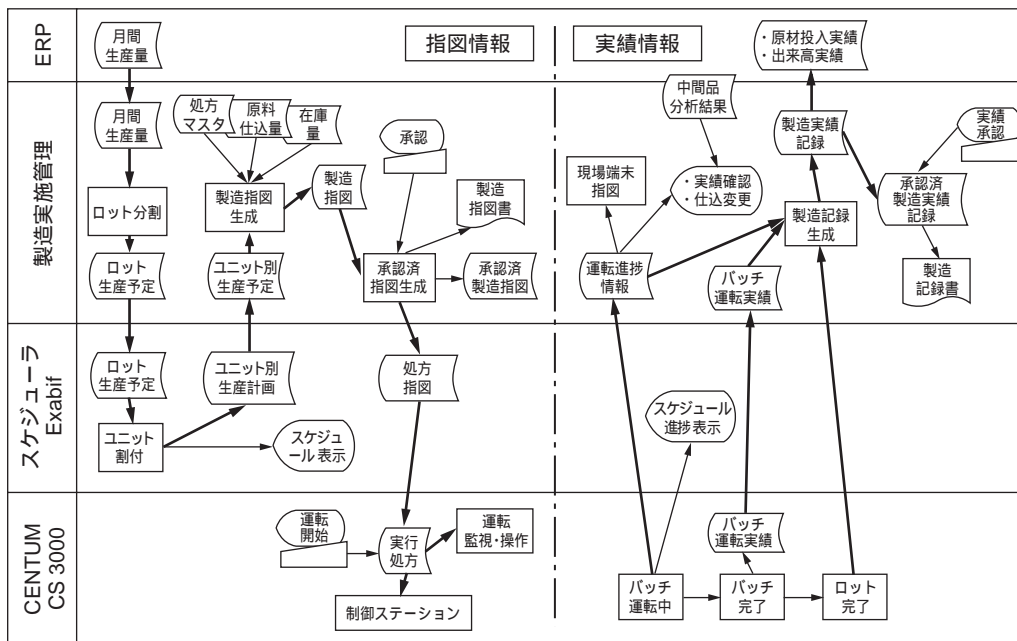 ERP
月間
生産量
指図情報
実績情報
・原材投入実績
・出来高実績
製造実施管理
月間
生産量
処方
マスタ
原料
仕込量
在庫
量
承認
中間品
分析結果
製造実績
記録
実績
承認
ロット分割
製造指図
生成
製造
指図
製造
指図書
現場端末
指図
・実績確認
・仕込変更
製造記録
生成
承認済
製造実績
記録
ロット
生産予定
ユニット別
生産予定
承認済
指図生成
承認済
製造指図
運転進捗
情報
バッチ
運転実績
製造
記録書
スケジューラ
Exabif
ロット
生産予定
ユニット別
生産計画
処方
指図
ユニット
割付
スケジュ
ール表示
スケジュール
進捗表示
CENTUM
CS 3000
運転
開始
実行
処方
運転
監視・操作
バッチ
運転実績
制御ステーション
バッチ
運転中
バッチ
完了
ロット
完了